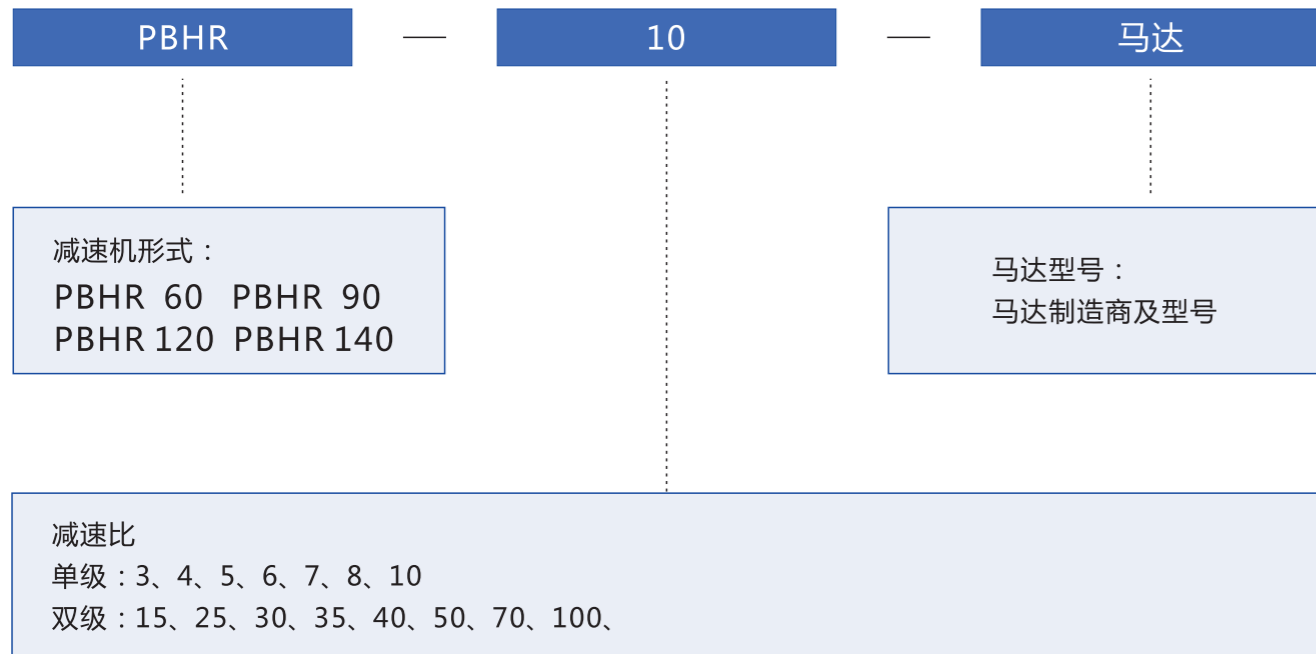 PBHR — 10 — 马达
减速机形式：
PBHR 60 PBHR 90
PBHR 120 PBHR 140
马达型号：
马达制造商及型号
减速比
单级：3、4、5、6、7、8、10
双级：15、25、30、35、40、50、70、100、